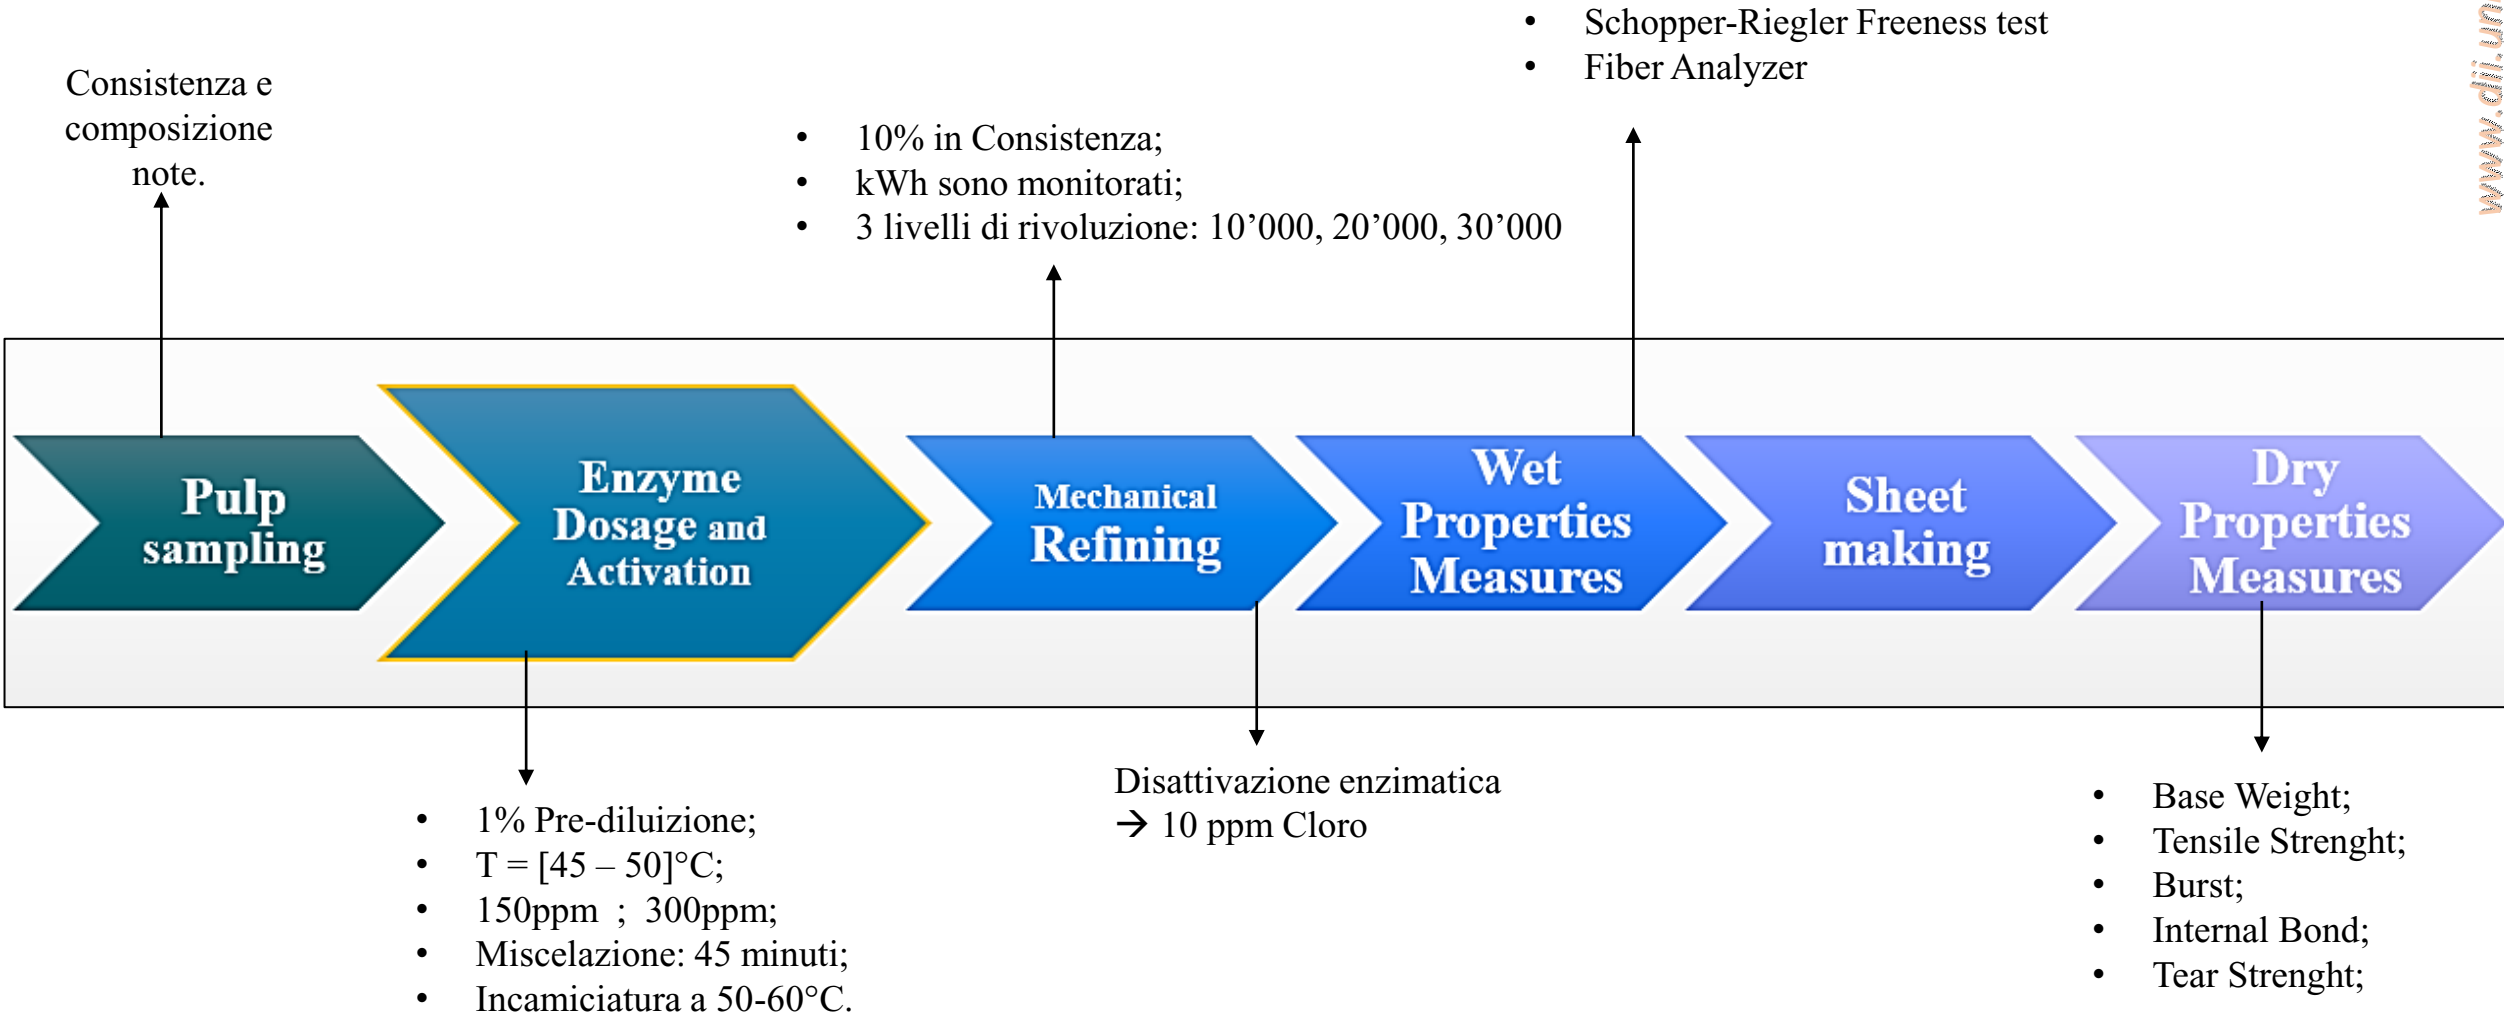 • Schopper-Riegler Freeness test
• Fiber Analyzer
Consistenza e
composizione
note.
• 10% in Consistenza;
• kWh sono monitorati;
• 3 livelli di rivoluzione: 10’000, 20’000, 30’000
Pulp
sampling
Enzyme
Dosage and
Activation
Mechanical
Refining
Wet
Properties
Measures
Sheet
making
Dry
Properties
Measures
• 1% Pre-diluizione;
• T = [45 – 50]°C;
• 150ppm ; 300ppm;
• Miscelazione: 45 minuti;
• Incamiciatura a 50-60°C.
Disattivazione enzimatica
→ 10 ppm Cloro
• Base Weight;
• Tensile Strenght;
• Burst;
• Internal Bond;
• Tear Strenght;